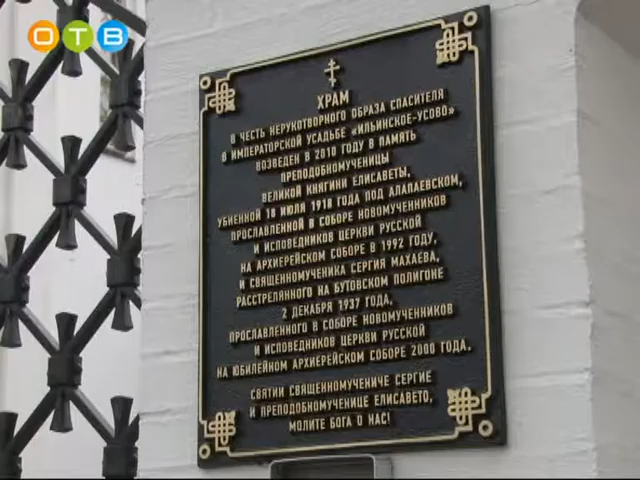 ОТВ
ХРАМ
В ЧЕСТЬ НЕРУКОТВОРНОГО ОБРАЗА СПАСИТЕЛЯ
В ИМПЕРАТОРСКОЙ УСАДЬБЕ «ИЛЬИНСКОЕ-УСОВО»
ВОЗВЕДЕН В 2010 ГОДУ В ПАМЯТЬ
ПРЕПОДОБНОМУЧЕНИЦЫ
ВЕЛИКОЙ КНЯГИНИ ЕЛИСАВЕТЫ,
УБИЕННОЙ 18 ИЮЛЯ 1918 ГОДА ПОД АЛАПАЕВСКОМ,
ПРОСЛАВЛЕННОЙ В СОБОРЕ НОВОМУЧЕННИКОВ
И ИСПОВЕДНИКОВ ЦЕРКВИ РУССКОЙ
НА АРХИЕРЕЙСКОМ СОБОРЕ В 1992 ГОДУ,
И СВЯЩЕННОМУЧЕНИКА СЕРГИЯ МАХАЕВА,
РАССТРЕЛЯННОГО НА БУТОВСКОМ ПОЛИГОНЕ
2 ДЕКАБРЯ 1937 ГОДА,
ПРОСЛАВЛЕННОГО В СОБОРЕ НОВОМУЧЕННИКОВ
И ИСПОВЕДНИКОВ ЦЕРКВИ РУССКОЙ
НА ЮБИЛЕЙНОМ АРХИЕРЕЙСКОМ СОБОРЕ 2000 ГОДА.
СВЯТИИ СВЯЩЕННОМУЧЕНИЧЕ СЕРГИЕ
И ПРЕПОДОБНОМУЧЕНИЦЕ ЕЛИСАВЕТО,
МОЛИТЕ БОГА О НАС!